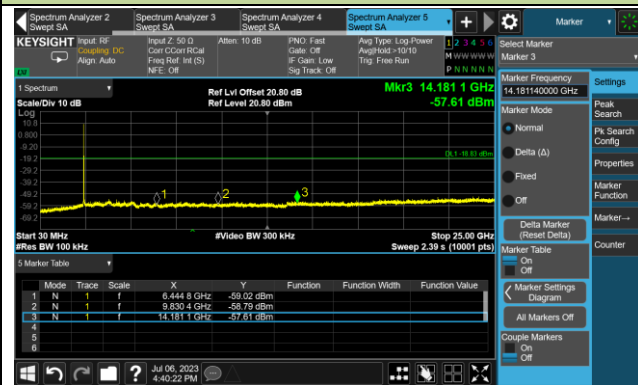 Spectrum Analyzer 2
Swept SA
Spectrum Analyzer 3
Swept SA
Spectrum Analyzer 4
Swept SA
Spectrum Analyzer 5
Swept SA
Marker
KEYSIGHT
Input: RF
Coupling: DC
Align: Auto
Input Z: 50 Ω
Corr CCorr RCal
Freq Ref: Int (S)
NFE: Off
Atten: 10 dB
PNO: Fast
Gate: Off
IF Gain: Low
Sig Track: Off
Avg Type: Log-Power
Avg|Hold:>10/10
Trig: Free Run
1 2 3 4 5 6
M W W W W W
P N N N N N
Select Marker
Marker 3
LXI
1 Spectrum
Scale/Div 10 dB
Ref Lvl Offset 20.80 dB
Ref Level 20.80 dBm
Mkr3 14.181 1 GHz
-57.61 dBm
Log
10.8
0.800
-9.20
-19.2
-29.2
-39.2
-49.2
-59.2
-69.2
DL1 -16.83 dBm
1
2
3
Start 30 MHz
#Res BW 100 kHz
#Video BW 300 kHz
Stop 25.00 GHz
Sweep 2.39 s (10001 pts)
5 Marker Table
Mode Trace Scale X Y Function Function Width Function Value
1 N 1 f 6.444 8 GHz -59.02 dBm
2 N 1 f 9.830 4 GHz -58.79 dBm
3 N 1 f 14.181 1 GHz -57.61 dBm
4
5
6
Marker Frequency
14.181140000 GHz
Marker Mode
Normal
Delta (Δ)
Fixed
Off
Delta Marker
(Reset Delta)
Marker Table
On
Off
Marker Settings
Diagram
All Markers Off
Couple Markers
On
Off
Settings
Peak
Search
Pk Search
Config
Properties
Marker
Function
Marker→
Counter
Jul 06, 2023
4:40:22 PM